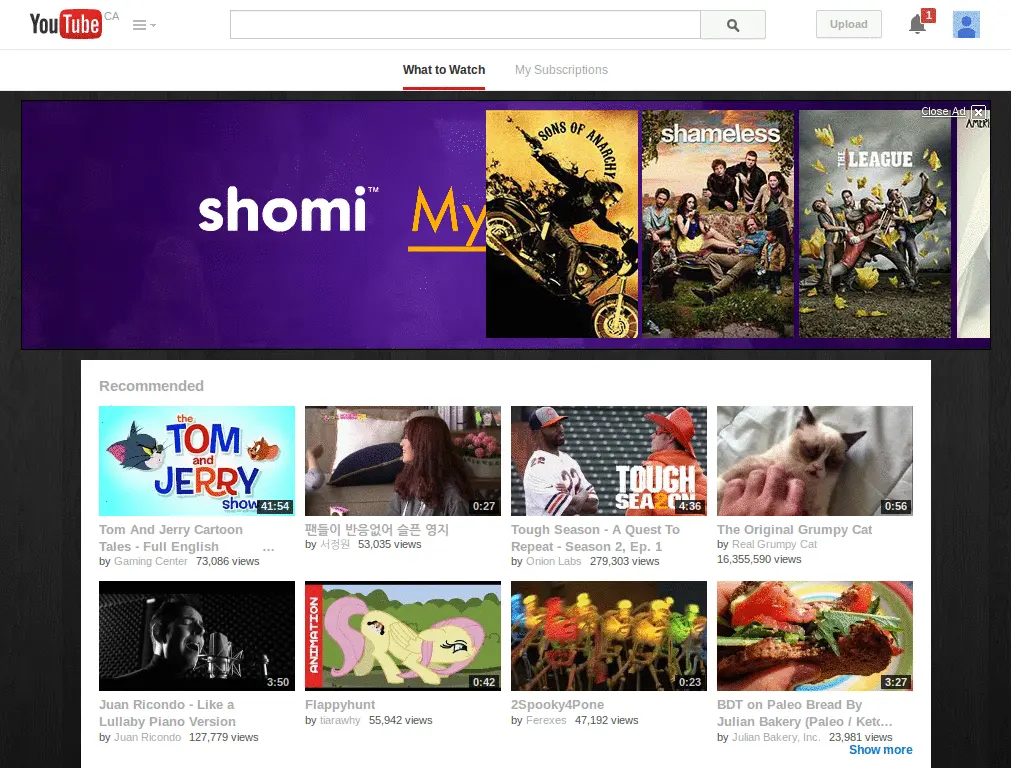 YouTube CA
Upload
1
What to Watch My Subscriptions
Close Ad
shomi™ My
SONS OF ANARCHY
shameless
THE LEAGUE
Recommended
the
TOM
and
JERRY
show
41:54
0:27
TOUGH
4:36
0:56
Tom And Jerry Cartoon
Tales - Full English ...
by Gaming Center 73,086 views
팬들이 반응없어 슬픈 영지
by 서정원 53,035 views
Tough Season - A Quest To
Repeat - Season 2, Ep. 1
by Onion Labs 279,303 views
The Original Grumpy Cat
by Real Grumpy Cat
16,355,590 views
3:50
ANIMATION
0:42
0:23
3:27
Juan Ricondo - Like a
Lullaby Piano Version
by Juan Ricondo 127,779 views
Flappyhunt
by tiarawhy 55,942 views
2Spooky4Pone
by Ferexes 47,192 views
BDT on Paleo Bread By
Julian Bakery (Paleo / Keto...
by Julian Bakery, Inc. 23,981 views
Show more